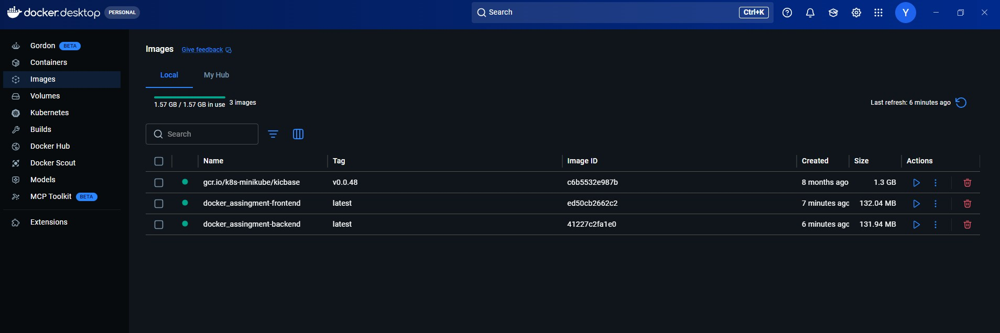 docker.desktop PERSONAL Search Ctrl+K Y
Gordon BETA
Containers
Images
Volumes
Kubernetes
Builds
Docker Hub
Docker Scout
Models
MCP Toolkit BETA
Extensions
Images Give feedback
Local My Hub
1.57 GB / 1.57 GB in use 3 images Last refresh: 6 minutes ago
Search
Name Tag Image ID Created Size Actions
gcr.io/k8s-minikube/kicbase v0.0.48 c6b5532e987b 8 months ago 1.3 GB
docker_assingment-frontend latest ed50cb2662c2 7 minutes ago 132.04 MB
docker_assingment-backend latest 41227c2fa1e0 6 minutes ago 131.94 MB